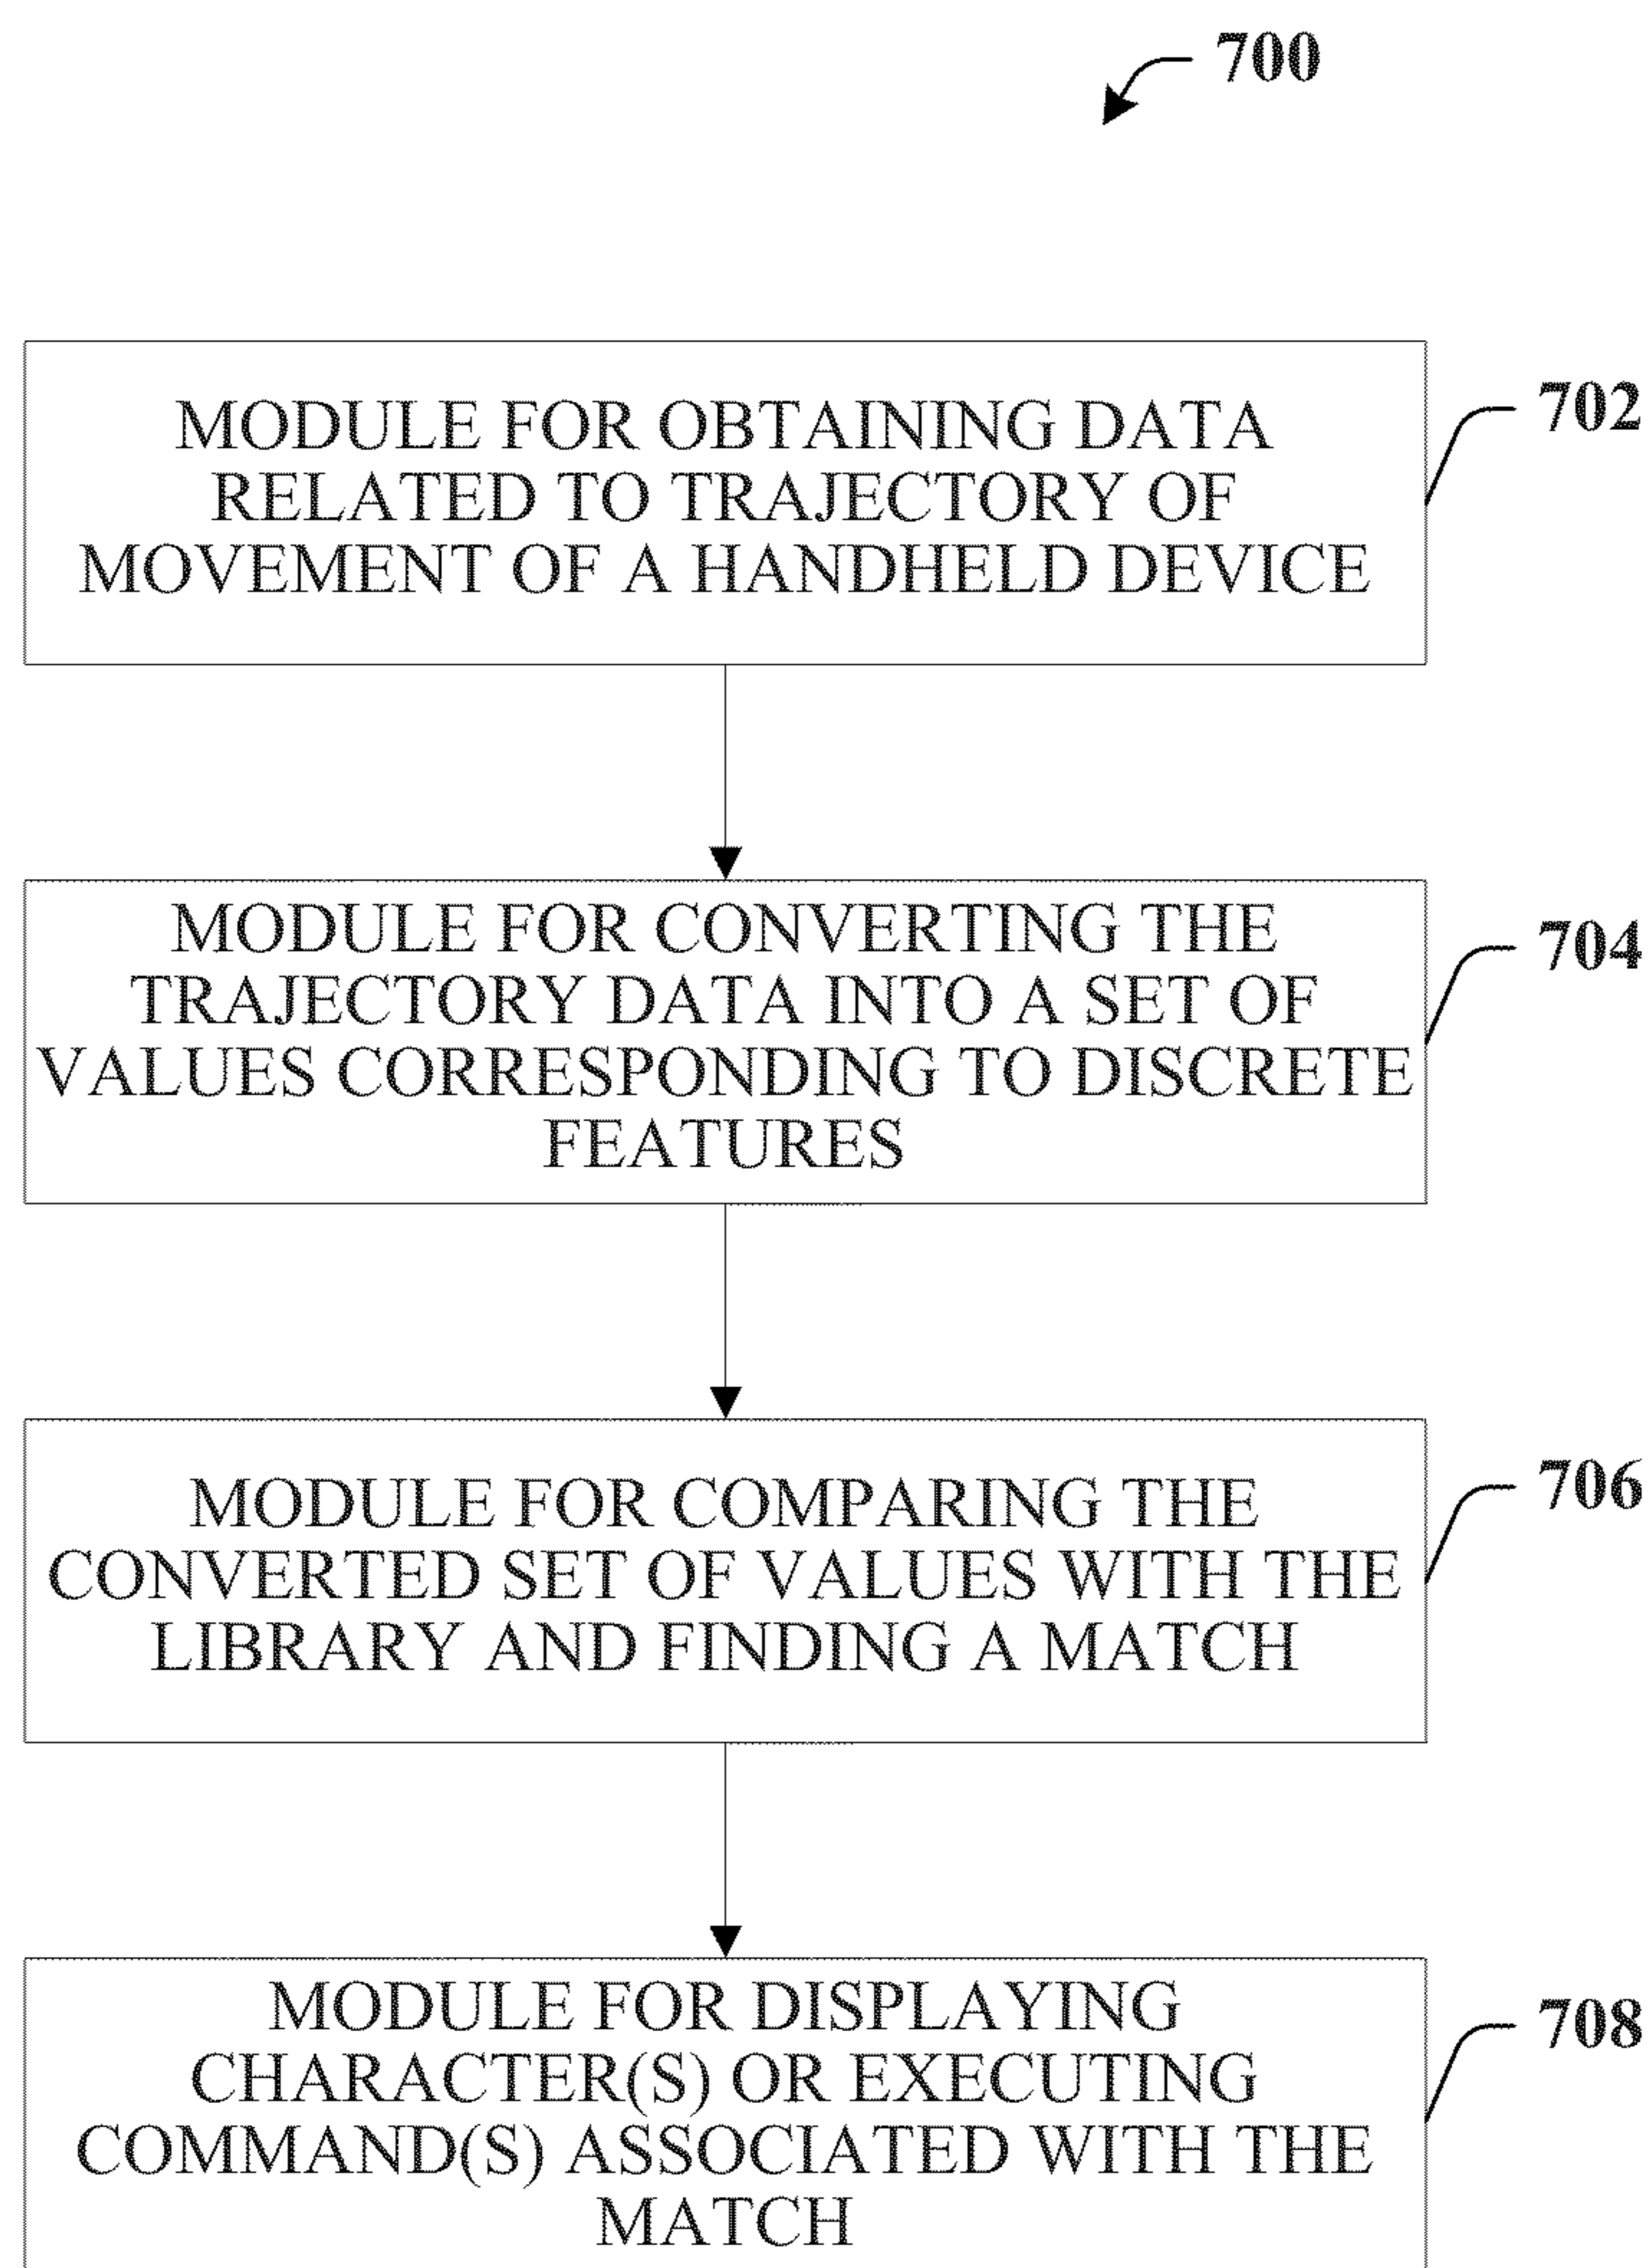 700
MODULE FOR OBTAINING DATA
RELATED TO TRAJECTORY OF
MOVEMENT OF A HANDHELD DEVICE
702
MODULE FOR CONVERTING THE
TRAJECTORY DATA INTO A SET OF
VALUES CORRESPONDING TO DISCRETE
FEATURES
704
MODULE FOR COMPARING THE
CONVERTED SET OF VALUES WITH THE
LIBRARY AND FINDING A MATCH
706
MODULE FOR DISPLAYING
CHARACTER(S) OR EXECUTING
COMMAND(S) ASSOCIATED WITH THE
MATCH
708